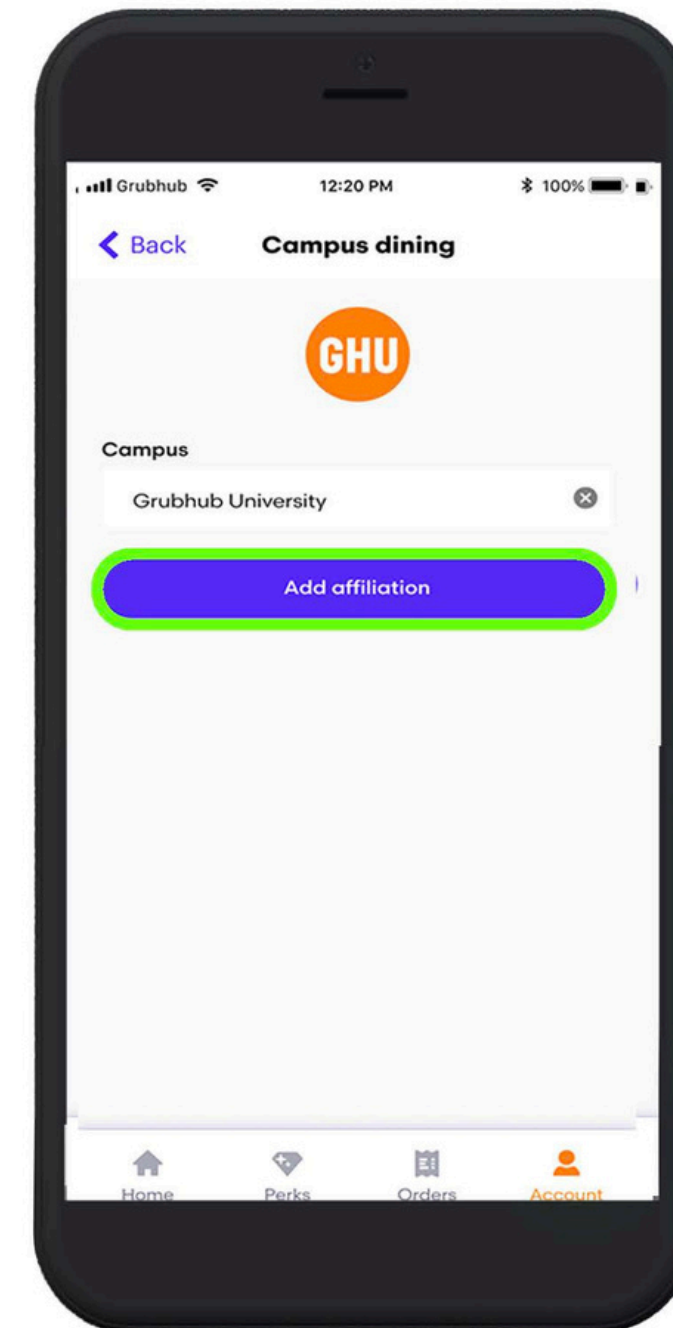 Grubhub 12:20 PM 100%
Back Campus dining
GHU
Campus
Grubhub University
Add affiliation
Home Perks Orders Account